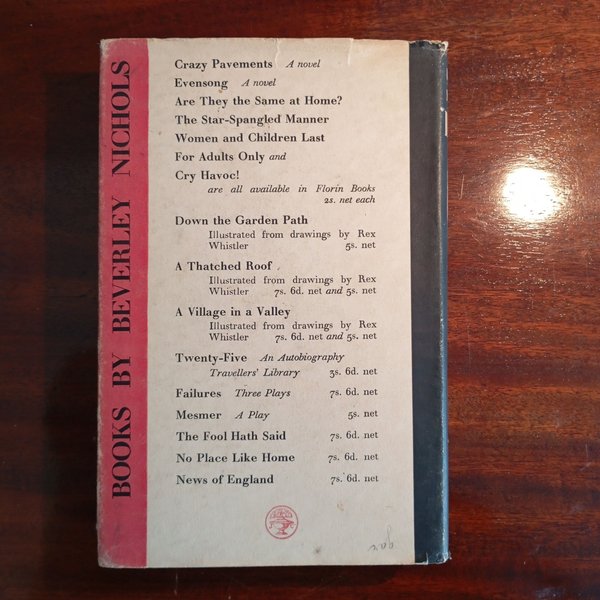 BOOKS BY BEVERLEY NICHOLS
Crazy Pavements A novel
Evensong A novel
Are They the Same at Home?
The Star-Spangled Manner
Women and Children Last
For Adults Only and
Cry Havoc!
are all available in Florin Books
2s. net each
Down the Garden Path
Illustrated from drawings by Rex
Whistler 5s. net
A Thatched Roof
Illustrated from drawings by Rex
Whistler 7s. 6d. net and 5s. net
A Village in a Valley
Illustrated from drawings by Rex
Whistler 7s. 6d. net and 5s. net
Twenty-Five An Autobiography
Travellers' Library 3s. 6d. net
Failures Three Plays 7s. 6d. net
Mesmer A Play 5s. net
The Fool Hath Said 7s. 6d. net
No Place Like Home 7s. 6d. net
News of England 7s. 6d. net